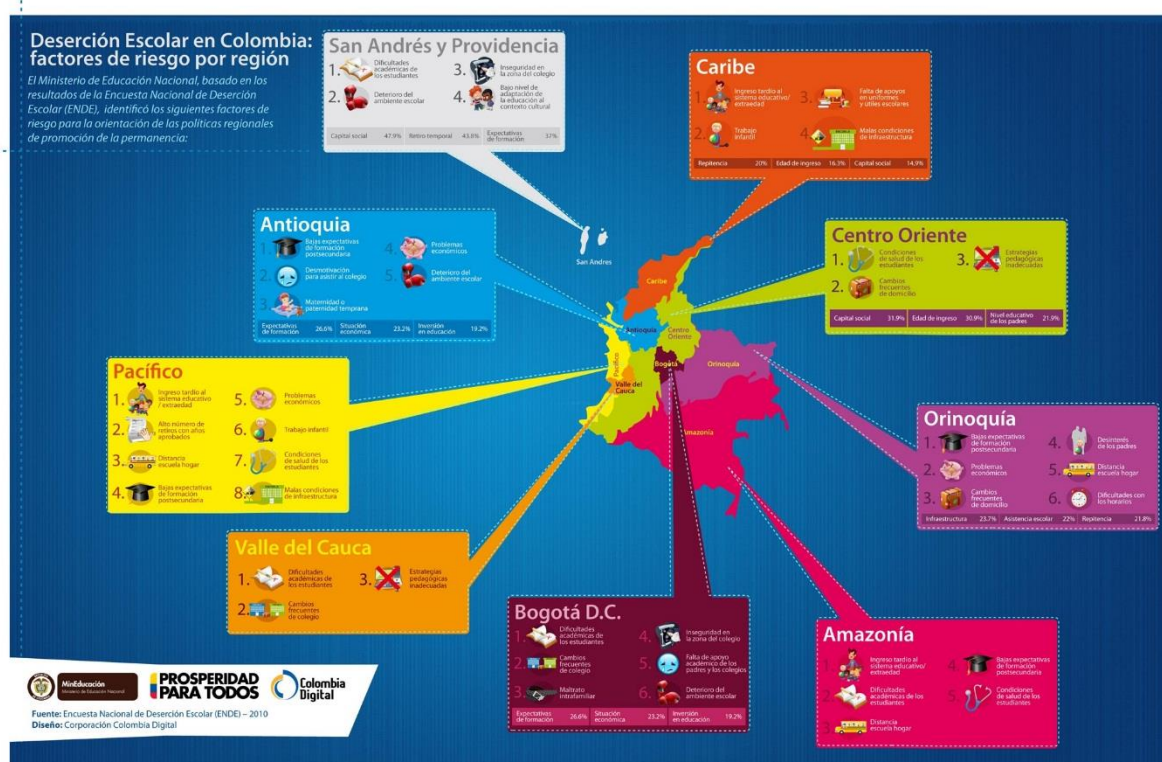 Deserción Escolar en Colombia:
factores de riesgo por región
El Ministerio de Educación Nacional, basado en los
resultados de la Encuesta Nacional de Deserción
Escolar (ENDE), identificó los siguientes factores de
riesgo para la orientación de las políticas regionales
de promoción de la permanencia:
San Andrés y Providencia
1. Dificultades
académicas de
los estudiantes
2. Deterioro del
ambiente escolar
3. Inseguridad en
la zona del colegio
4. Bajo nivel de
adaptación de
la educación al
contexto cultural
Capital social 47.9% Retiro temporal 43.8% Expectativas
de formación 37%
Caribe
1. Ingreso tardío al
sistema educativo/
extraedad
2. Trabajo
infantil
3. Falta de apoyos
en uniformes
y útiles escolares
4. Malas condiciones
de infraestructura
Repitencia 20% Edad de ingreso 16.3% Capital social 14.9%
Antioquia
1. Bajas expectativas
de formación
postsecundaria
2. Desmotivación
para asistir al colegio
3. Maternidad o
paternidad temprana
4. Problemas
económicos
5. Deterioro del
ambiente escolar
Expectativas
de formación 26.6% Situación
económica 23.2% Inversión
en educación 19.2%
Centro Oriente
1. Condiciones
de salud de los
estudiantes
2. Cambios
frecuentes
de domicilio
3. Estrategias
pedagógicas
inadecuadas
Capital social 31.9% Edad de ingreso 30.9% Nivel educativo
de los padres 21.9%
San Andres
Caribe
Antioquia
Centro
Oriente
Pacífico
Bogotá
Orinoquía
Valle del
Cauca
Amazonía
Pacífico
1. Ingreso tardío al
sistema educativo
/ extraedad
2. Alto número de
retiros con años
aprobados
3. Distancia
escuela hogar
4. Bajas expectativas
de formación
postsecundaria
5. Problemas
económicos
6. Trabajo infantil
7. Condiciones
de salud de los
estudiantes
8. Malas condiciones
de infraestructura
Orinoquía
1. Bajas expectativas
de formación
postsecundaria
2. Problemas
económicos
3. Cambios
frecuentes
de domicilio
4. Desinterés
de los padres
5. Distancia
escuela hogar
6. Dificultades con
los horarios
Infraestructura 23.7% Asistencia escolar 22% Repitencia 21.8%
Valle del Cauca
1. Dificultades
académicas de
los estudiantes
2. Cambios
frecuentes
de colegio
3. Estrategias
pedagógicas
inadecuadas
Bogotá D.C.
1. Dificultades
académicas de
los estudiantes
2. Cambios
frecuentes
de colegio
3. Maltrato
intrafamiliar
4. Inseguridad en
la zona del colegio
5. Falta de apoyo
académico de los
padres y los colegios
6. Deterioro del
ambiente escolar
Expectativas
de formación 26.6% Situación
económica 23.2% Inversión
en educación 19.2%
Amazonía
1. Ingreso tardío al
sistema educativo/
extraedad
2. Dificultades
académicas de los
estudiantes
3. Distancia
escuela hogar
4. Bajas expectativas
de formación
postsecundaria
5. Condiciones
de salud de los
estudiantes
MinEducación
Ministerio de Educación Nacional
PROSPERIDAD
PARA TODOS
Colombia
Digital
Fuente: Encuesta Nacional de Deserción Escolar (ENDE) – 2010
Diseño: Corporación Colombia Digital